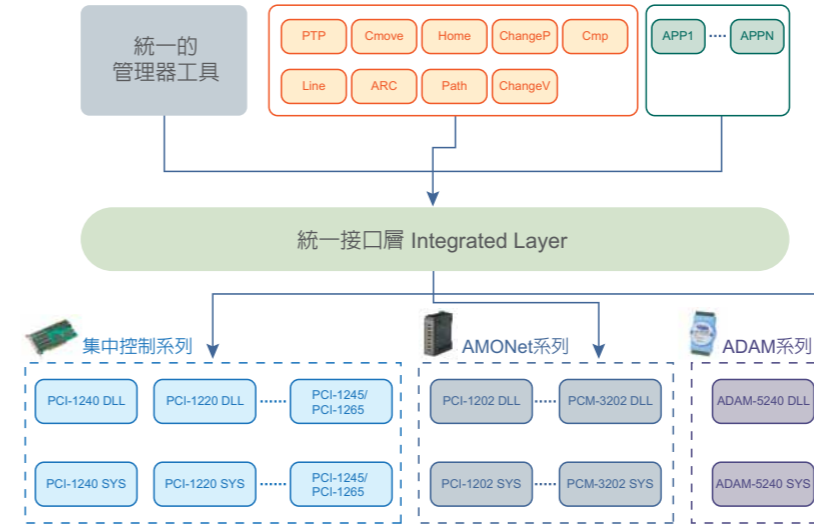 統一的
管理器工具
PTP
Cmove
Home
ChangeP
Cmp
Line
ARC
Path
ChangeV
APP1
APPN
統一接口層 Integrated Layer
集中控制系列
AMONet系列
ADAM系列
PCI-1240 DLL
PCI-1220 DLL
PCI-1245/
PCI-1265
PCI-1202 DLL
PCM-3202 DLL
ADAM-5240 DLL
PCI-1240 SYS
PCI-1220 SYS
PCI-1245/
PCI-1265
PCI-1202 SYS
PCM-3202 SYS
ADAM-5240 SYS